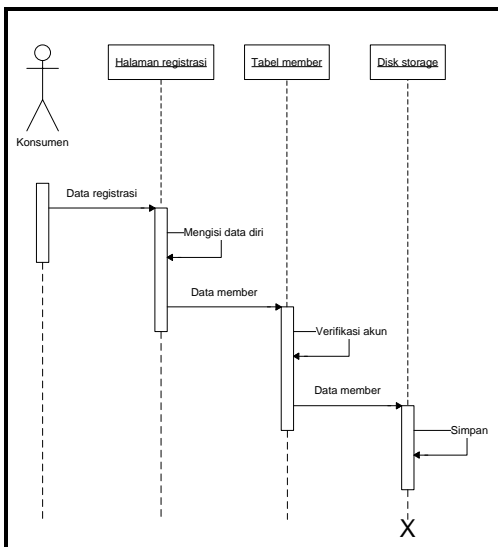 Halaman registrasi
Tabel member
Disk storage
Konsumen
Data registrasi
Mengisi data diri
Data member
Verifikasi akun
Data member
Simpan
X